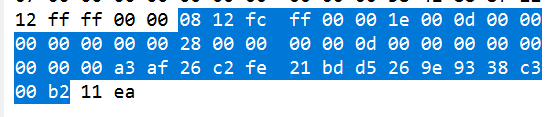 12 ff ff 00 00 08 12 fc ff 00 00 1e 00 0d 00 00
00 00 00 00 00 28 00 00 00 00 0d 00 00 00 00 00
00 00 00 a3 af 26 c2 fe 21 bd d5 26 9e 93 38 c3
00 b2 11 ea